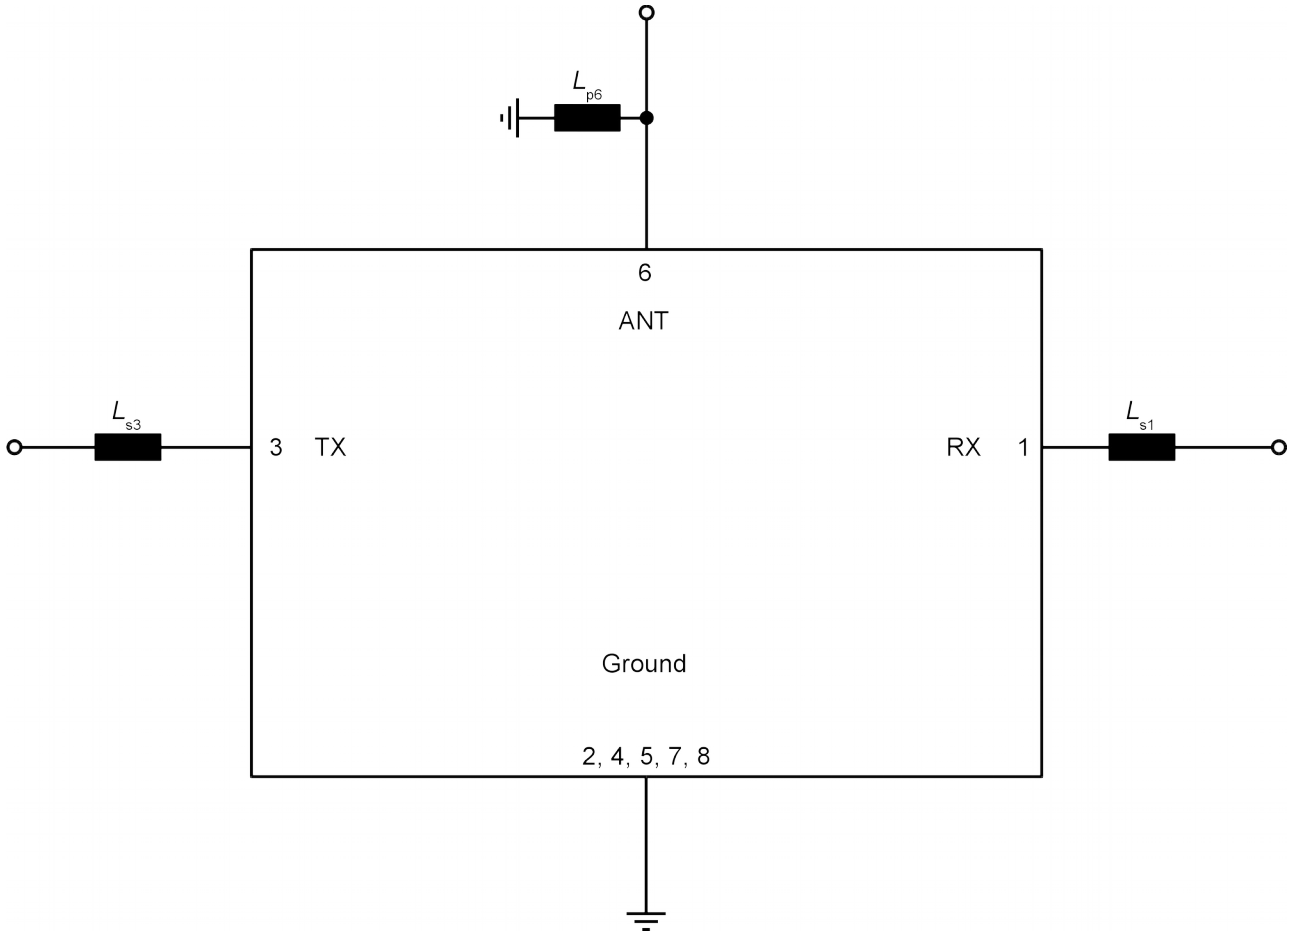 Lp6
6
ANT
Ls3
3 TX
RX 1
Ls1
Ground
2, 4, 5, 7, 8